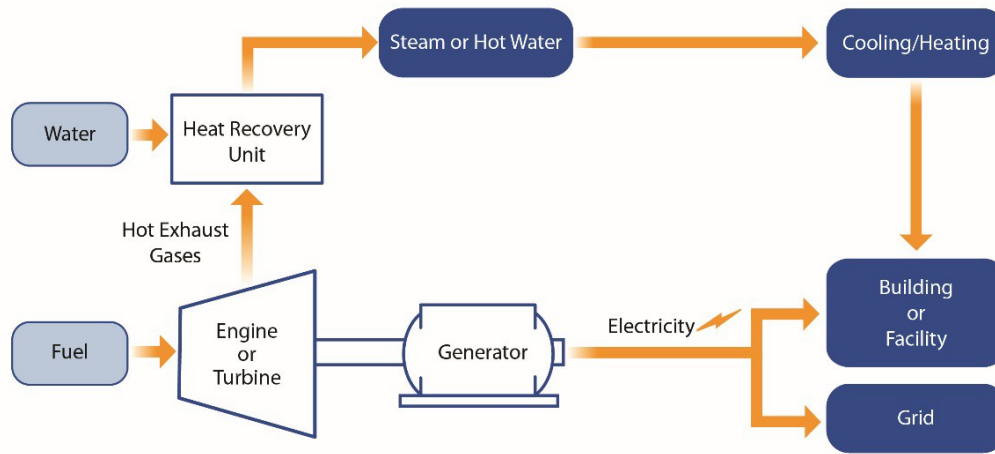 Steam or Hot Water
Cooling/Heating
Water
Heat Recovery
Unit
Hot Exhaust
Gases
Fuel
Engine
or
Turbine
Generator
Electricity
Building
or
Facility
Grid